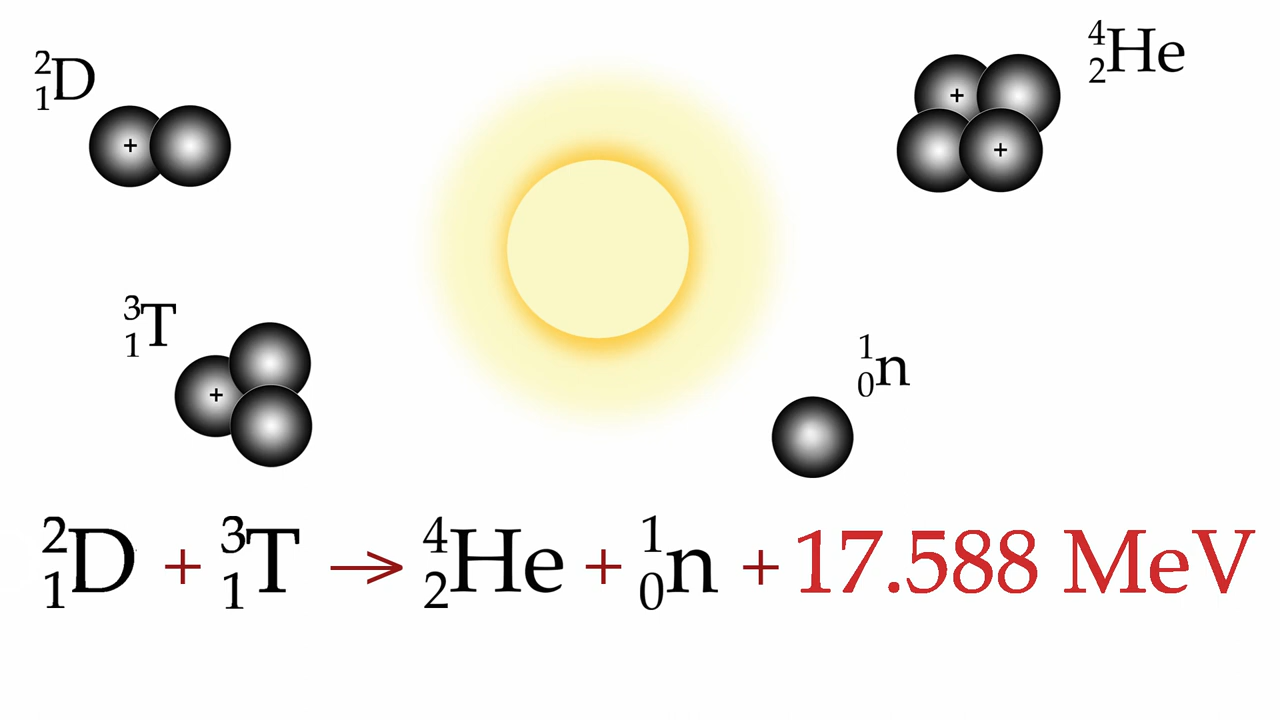 ²₁D
⁴₂He
+
+
+
³₁T
¹₀n
+
²₁D + ³₁T → ⁴₂He + ¹₀n + 17.588 MeV